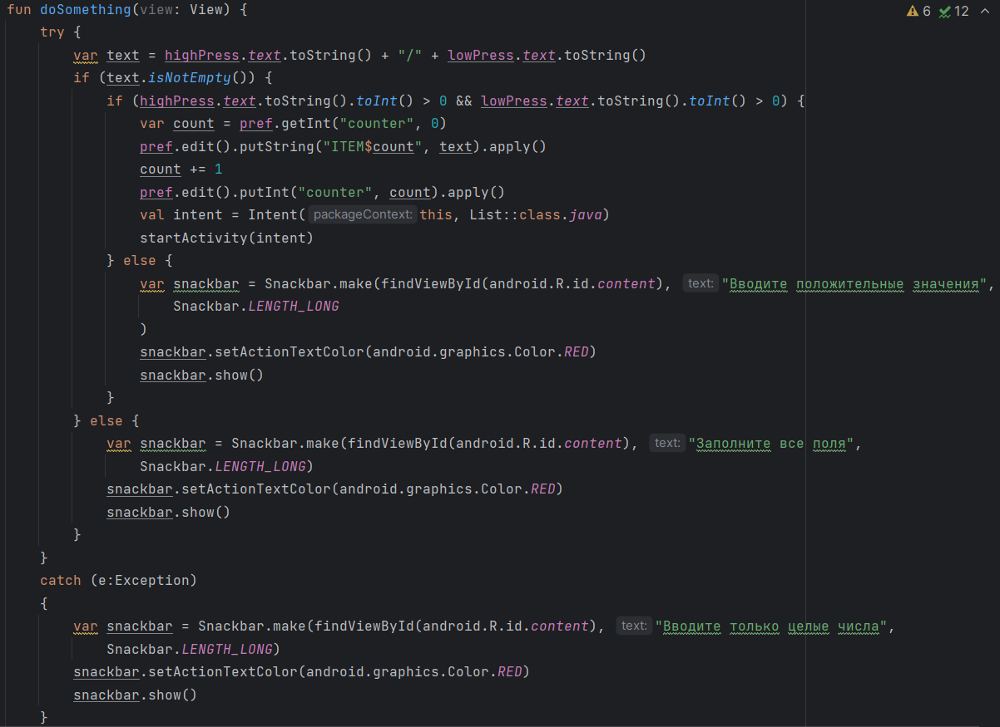 fun doSomething(view: View) {
6 12
try {
var text = highPress.text.toString() + "/" + lowPress.text.toString()
if (text.isNotEmpty()) {
if (highPress.text.toString().toInt() > 0 && lowPress.text.toString().toInt() > 0) {
var count = pref.getInt("counter", 0)
pref.edit().putString("ITEM$count", text).apply()
count += 1
pref.edit().putInt("counter", count).apply()
val intent = Intent( packageContext: this, List::class.java)
startActivity(intent)
} else {
var snackbar = Snackbar.make(findViewById(android.R.id.content), text: "Вводите положительные значения",
Snackbar.LENGTH_LONG
)
snackbar.setActionTextColor(android.graphics.Color.RED)
snackbar.show()
}
} else {
var snackbar = Snackbar.make(findViewById(android.R.id.content), text: "Заполните все поля",
Snackbar.LENGTH_LONG)
snackbar.setActionTextColor(android.graphics.Color.RED)
snackbar.show()
}
}
catch (e:Exception)
{
var snackbar = Snackbar.make(findViewById(android.R.id.content), text: "Вводите только целые числа",
Snackbar.LENGTH_LONG)
snackbar.setActionTextColor(android.graphics.Color.RED)
snackbar.show()
}